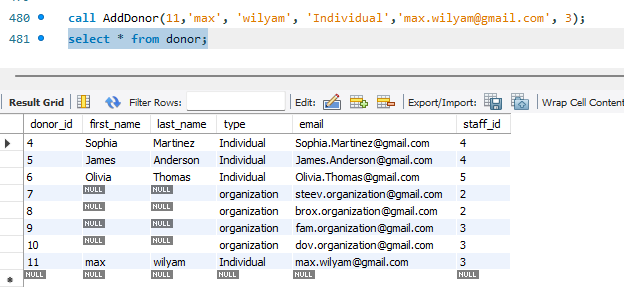 480 call AddDonor(11,'max', 'wilyam', 'Individual','max.wilyam@gmail.com', 3);
481 select * from donor;
Result Grid Filter Rows: Edit: Export/Import: Wrap Cell Content
donor_id first_name last_name type email staff_id
4 Sophia Martinez Individual Sophia.Martinez@gmail.com 4
5 James Anderson Individual James.Anderson@gmail.com 4
6 Olivia Thomas Individual Olivia.Thomas@gmail.com 5
7 NULL NULL organization steev.organization@gmail.com 2
8 NULL NULL organization brox.organization@gmail.com 2
9 NULL NULL organization fam.organization@gmail.com 3
10 NULL NULL organization dov.organization@gmail.com 3
11 max wilyam Individual max.wilyam@gmail.com 3
NULL NULL NULL NULL NULL NULL